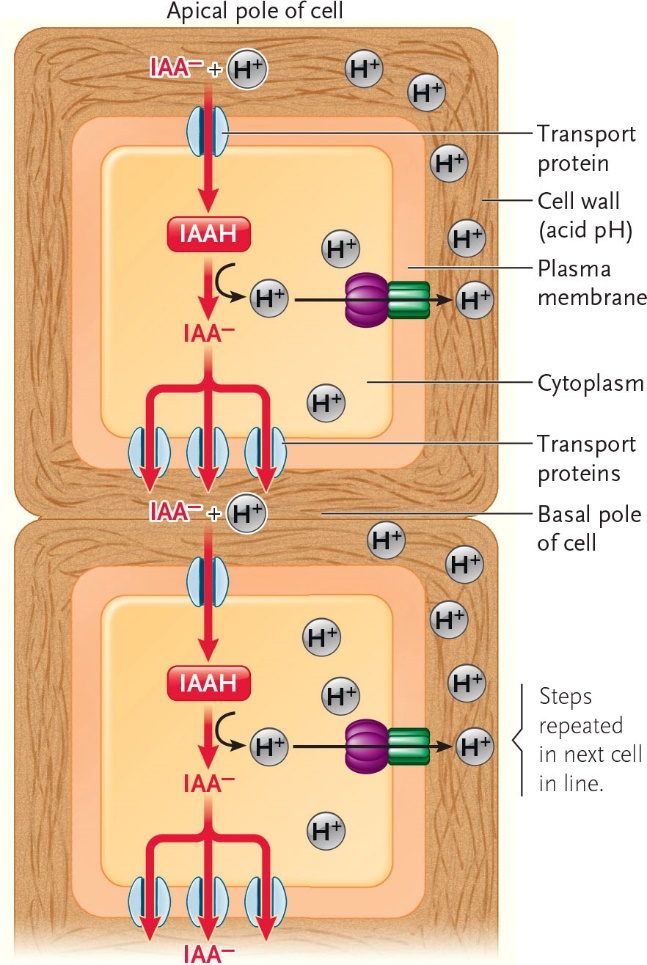 Apical pole of cell
IAA⁻ + H⁺
H⁺
H⁺
Transport
protein
H⁺
Cell wall
(acid pH)
IAAH
H⁺
H⁺
Plasma
membrane
H⁺
H⁺
IAA⁻
Cytoplasm
H⁺
Transport
proteins
IAA⁻ + H⁺
Basal pole
of cell
H⁺
H⁺
H⁺
H⁺
IAAH
H⁺
H⁺
Steps
repeated
in next cell
in line.
H⁺
H⁺
IAA⁻
H⁺
IAA⁻